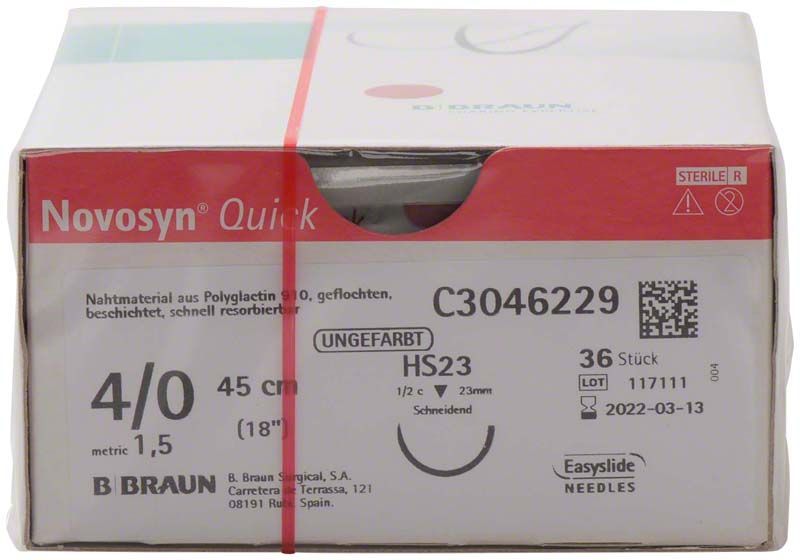 B BRAUN
STERILE R
Novosyn® Quick
Nahtmaterial aus Polyglactin 910, geflochten,
beschichtet, schnell resorbierbar
C3046229
UNGEFARBT
HS23
1/2 c 23mm
Schneidend
36 Stück
LOT 117111
2022-03-13
004
4/0 45 cm
(18")
metric 1,5
B BRAUN
B. Braun Surgical, S.A.
Carretera de Terrassa, 121
08191 Rubi. Spain.
Easyslide
NEEDLES